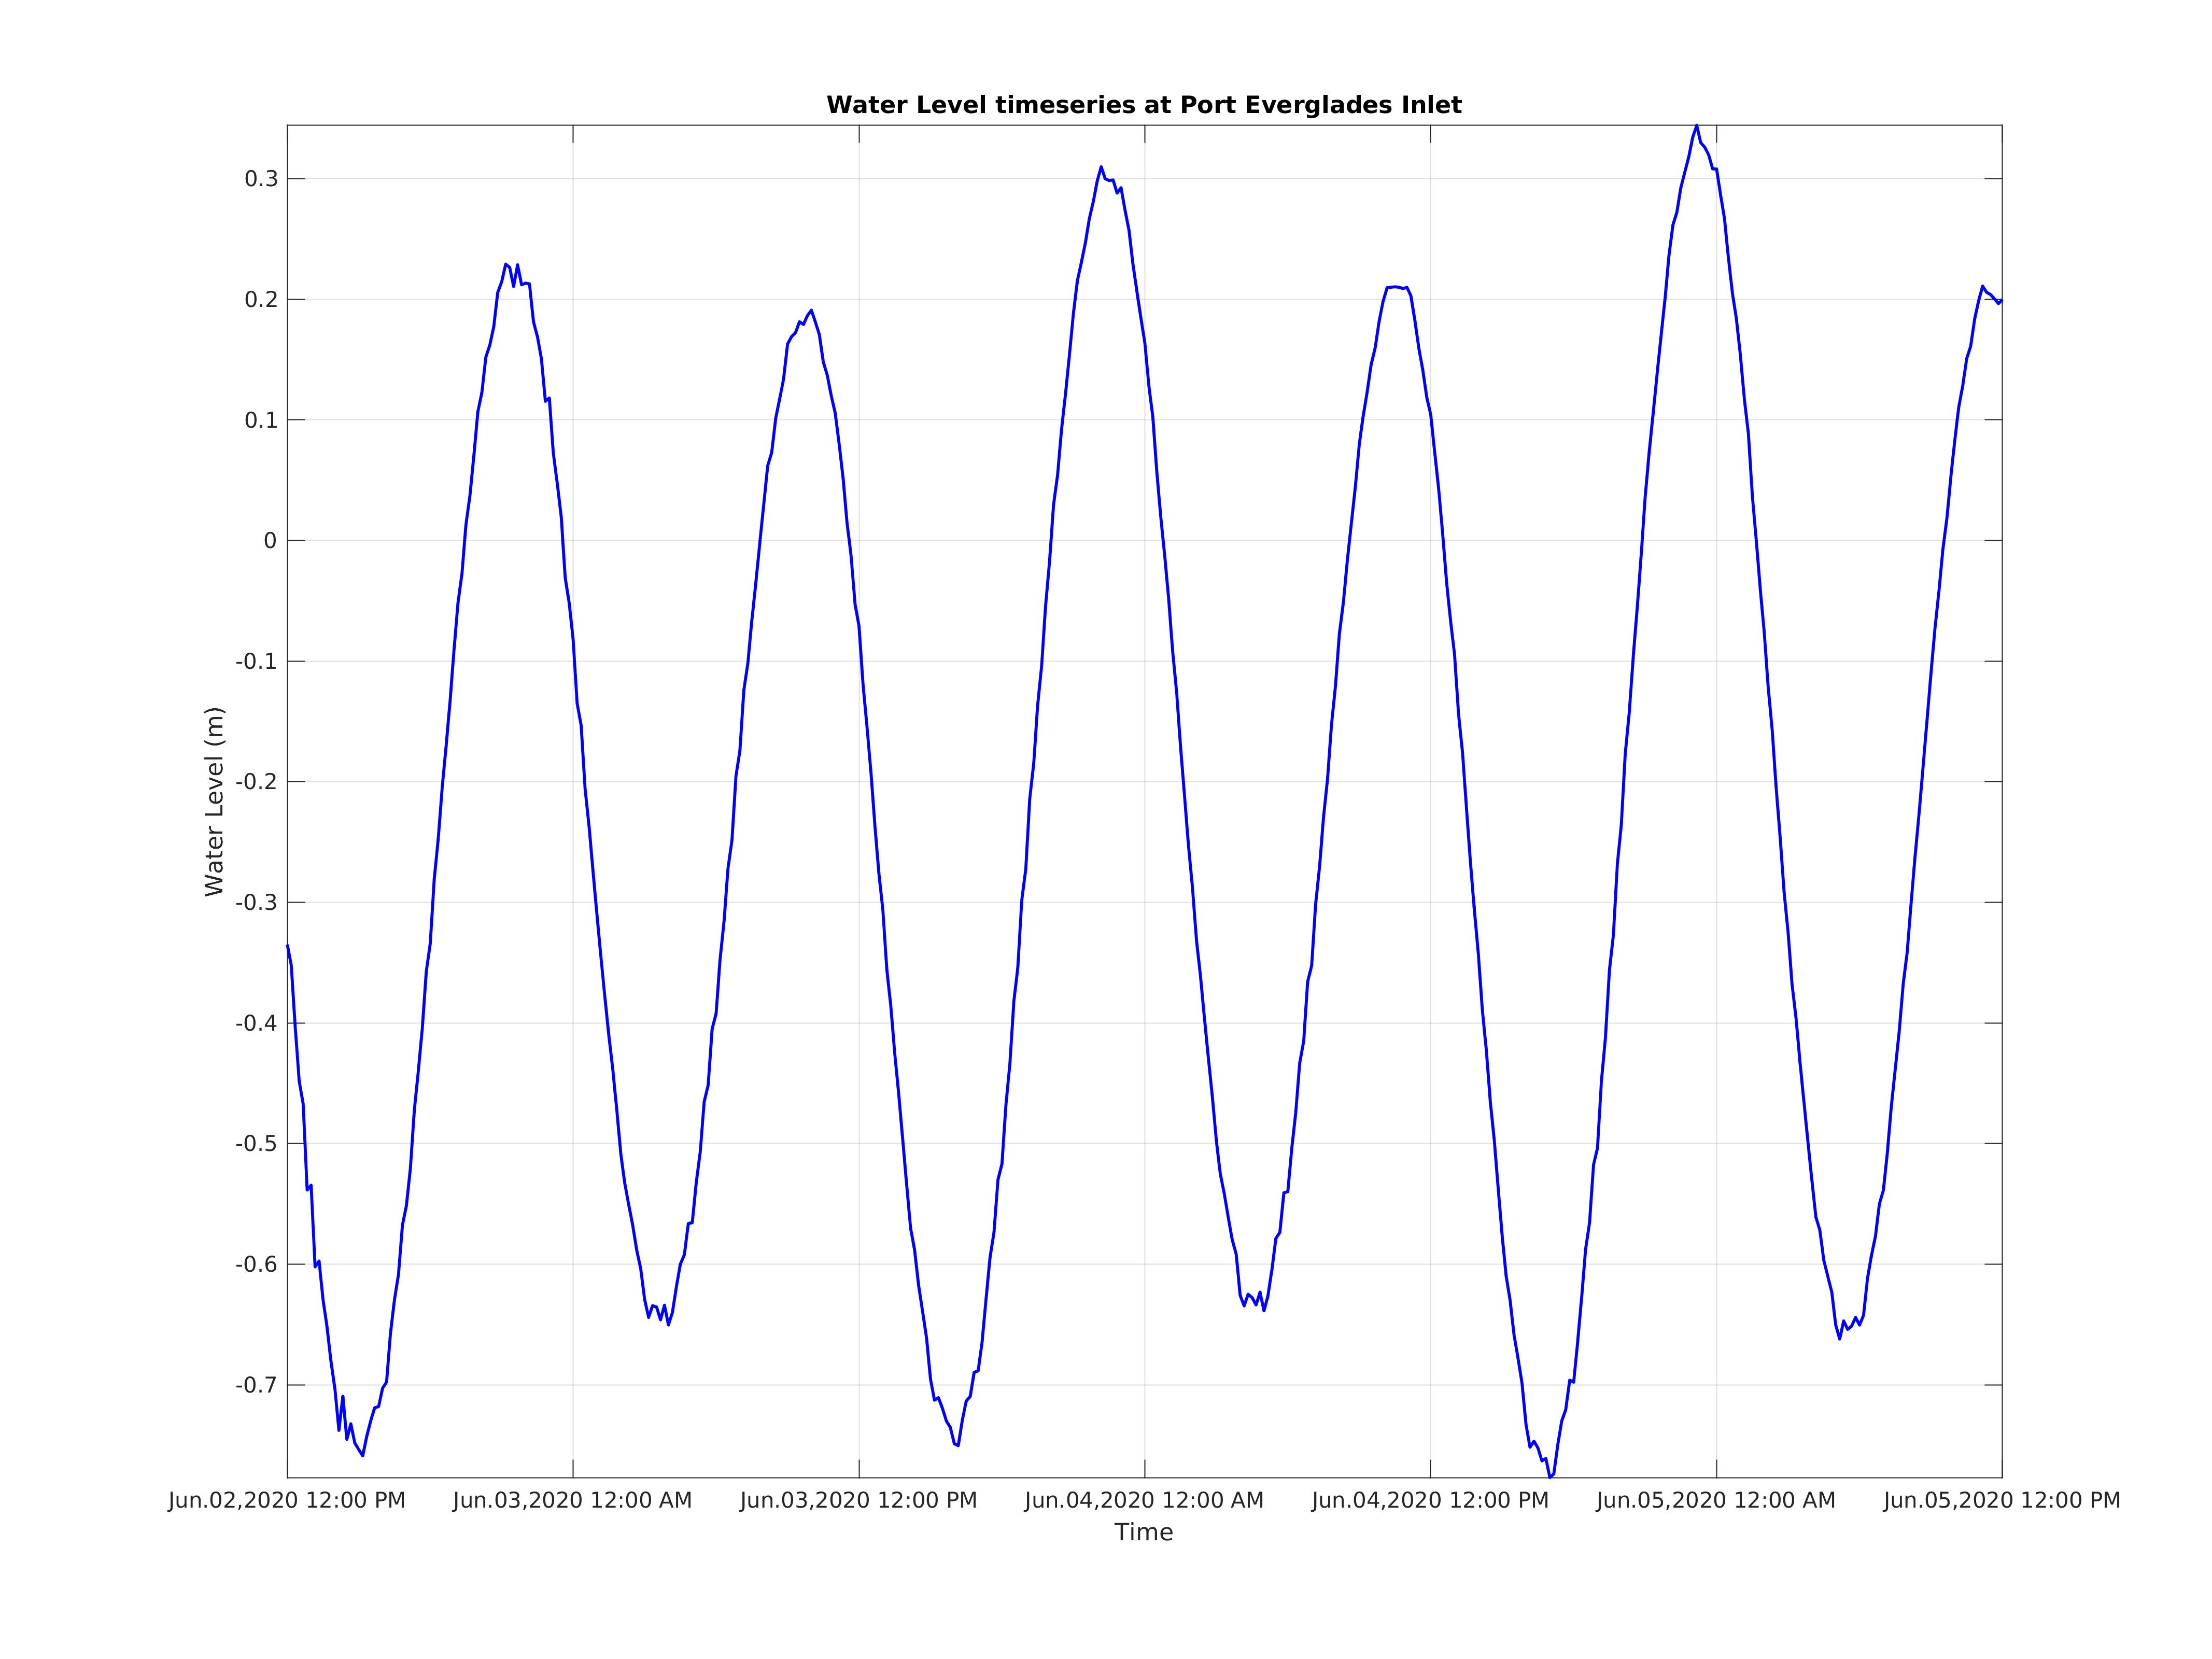 Water Level timeseries at Port Everglades Inlet
0.3
0.2
0.1
0
-0.1
-0.2
-0.3
-0.4
-0.5
-0.6
-0.7
Water Level (m)
Jun.02,2020 12:00 PM
Jun.03,2020 12:00 AM
Jun.03,2020 12:00 PM
Jun.04,2020 12:00 AM
Jun.04,2020 12:00 PM
Jun.05,2020 12:00 AM
Jun.05,2020 12:00 PM
Time